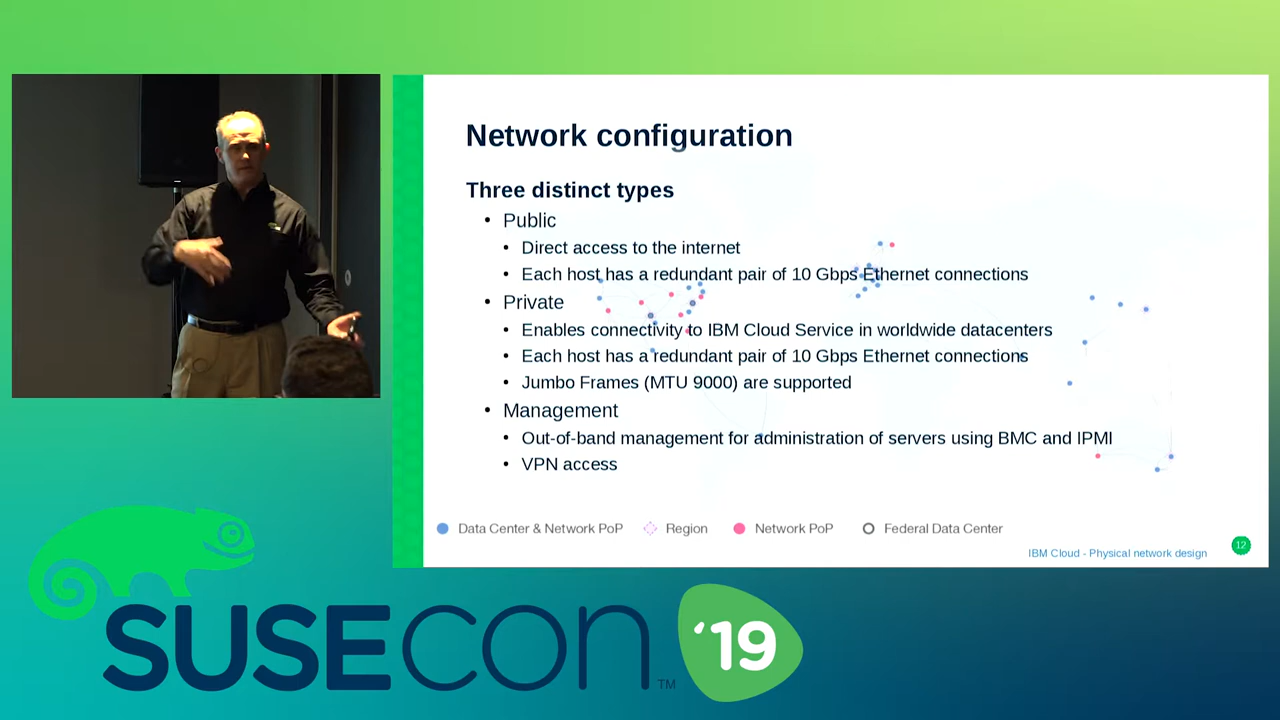 Network configuration
Three distinct types
• Public
• Direct access to the internet
• Each host has a redundant pair of 10 Gbps Ethernet connections
• Private
• Enables connectivity to IBM Cloud Service in worldwide datacenters
• Each host has a redundant pair of 10 Gbps Ethernet connections
• Jumbo Frames (MTU 9000) are supported
• Management
• Out-of-band management for administration of servers using BMC and IPMI
• VPN access
Data Center & Network PoP Region Network PoP Federal Data Center
12
IBM Cloud - Physical network design
SUSECON™ '19